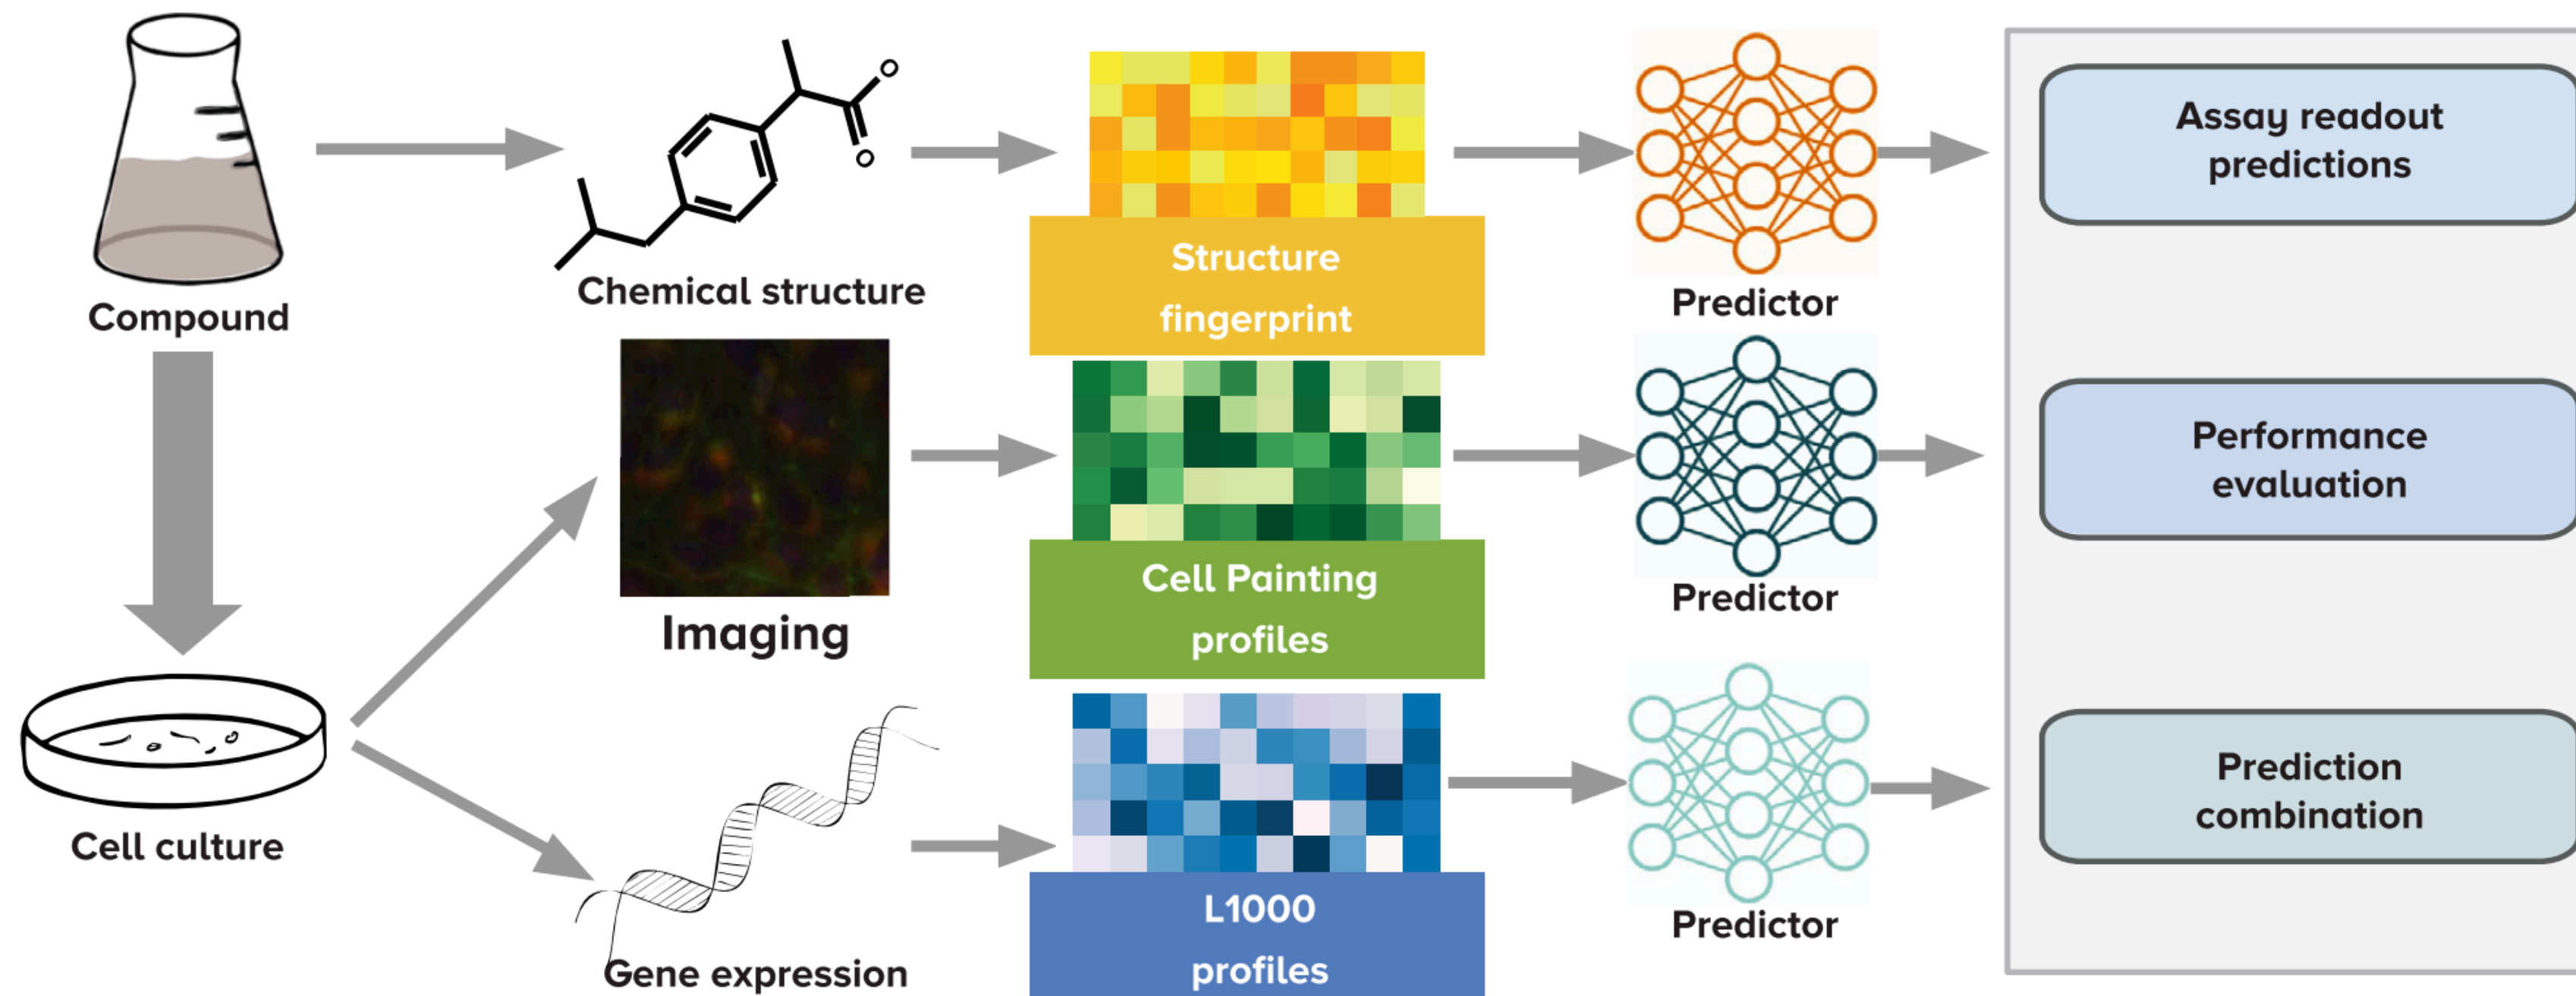 Compound
Chemical structure
O
O
Structure
fingerprint
Predictor
Assay readout
predictions
Imaging
Cell Painting
profiles
Predictor
Performance
evaluation
Cell culture
Gene expression
L1000
profiles
Predictor
Prediction
combination